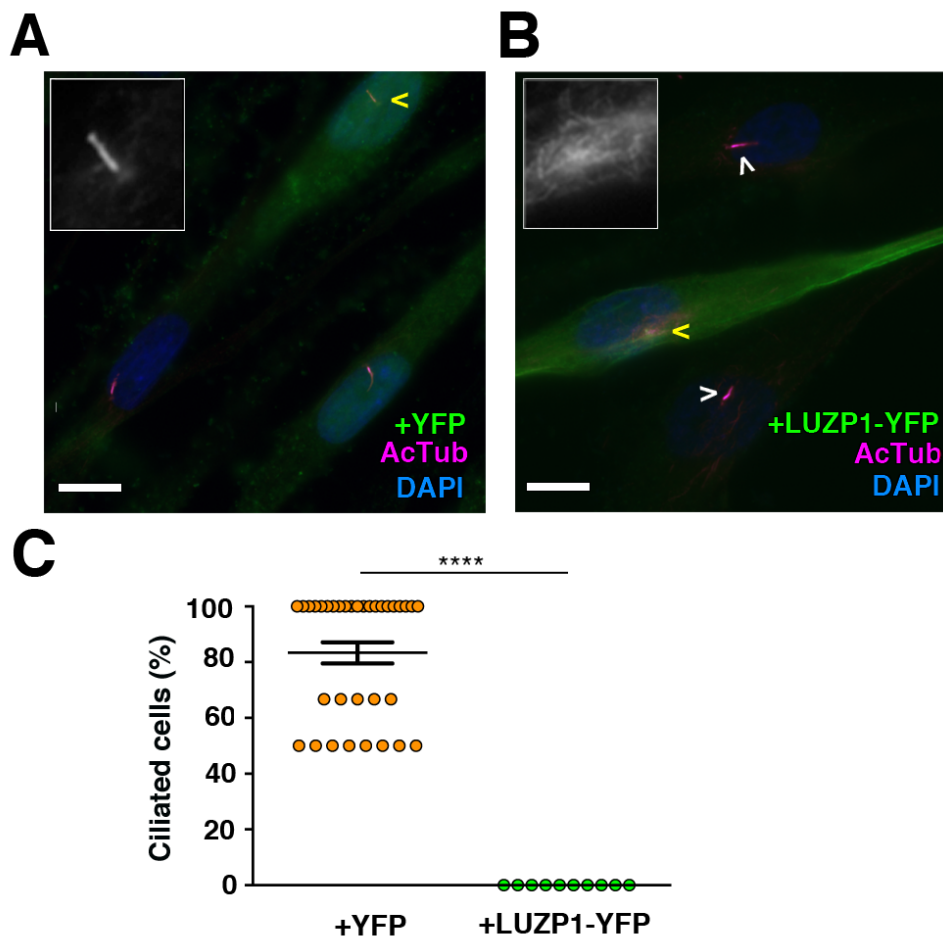 A
B
<
>
<
>
+YFP
AcTub
DAPI
+LUZP1-YFP
AcTub
DAPI
C
****
Ciliated cells (%)
100
80
60
40
20
0
+YFP
+LUZP1-YFP